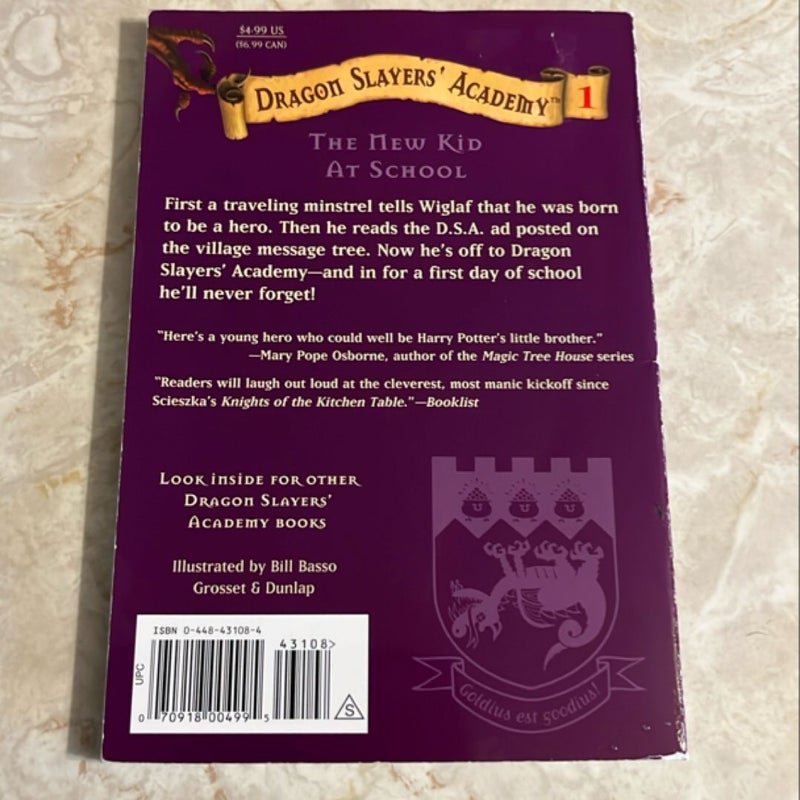 $4.99 US
($6.99 CAN)
DRAGON SLAYERS' ACADEMY™ 1
THE NEW KID
AT SCHOOL
First a traveling minstrel tells Wiglaf that he was born
to be a hero. Then he reads the D.S.A. ad posted on
the village message tree. Now he's off to Dragon
Slayers' Academy—and in for a first day of school
he'll never forget!
"Here's a young hero who could well be Harry Potter's little brother."
—Mary Pope Osborne, author of the Magic Tree House series
"Readers will laugh out loud at the cleverest, most manic kickoff since
Scieszka's Knights of the Kitchen Table."—Booklist
LOOK INSIDE FOR OTHER
DRAGON SLAYERS'
ACADEMY BOOKS
Illustrated by Bill Basso
Grosset & Dunlap
ISBN 0-448-43108-4
43108>
UPC
0 70918 00499 5
S
Goldius est goodius!